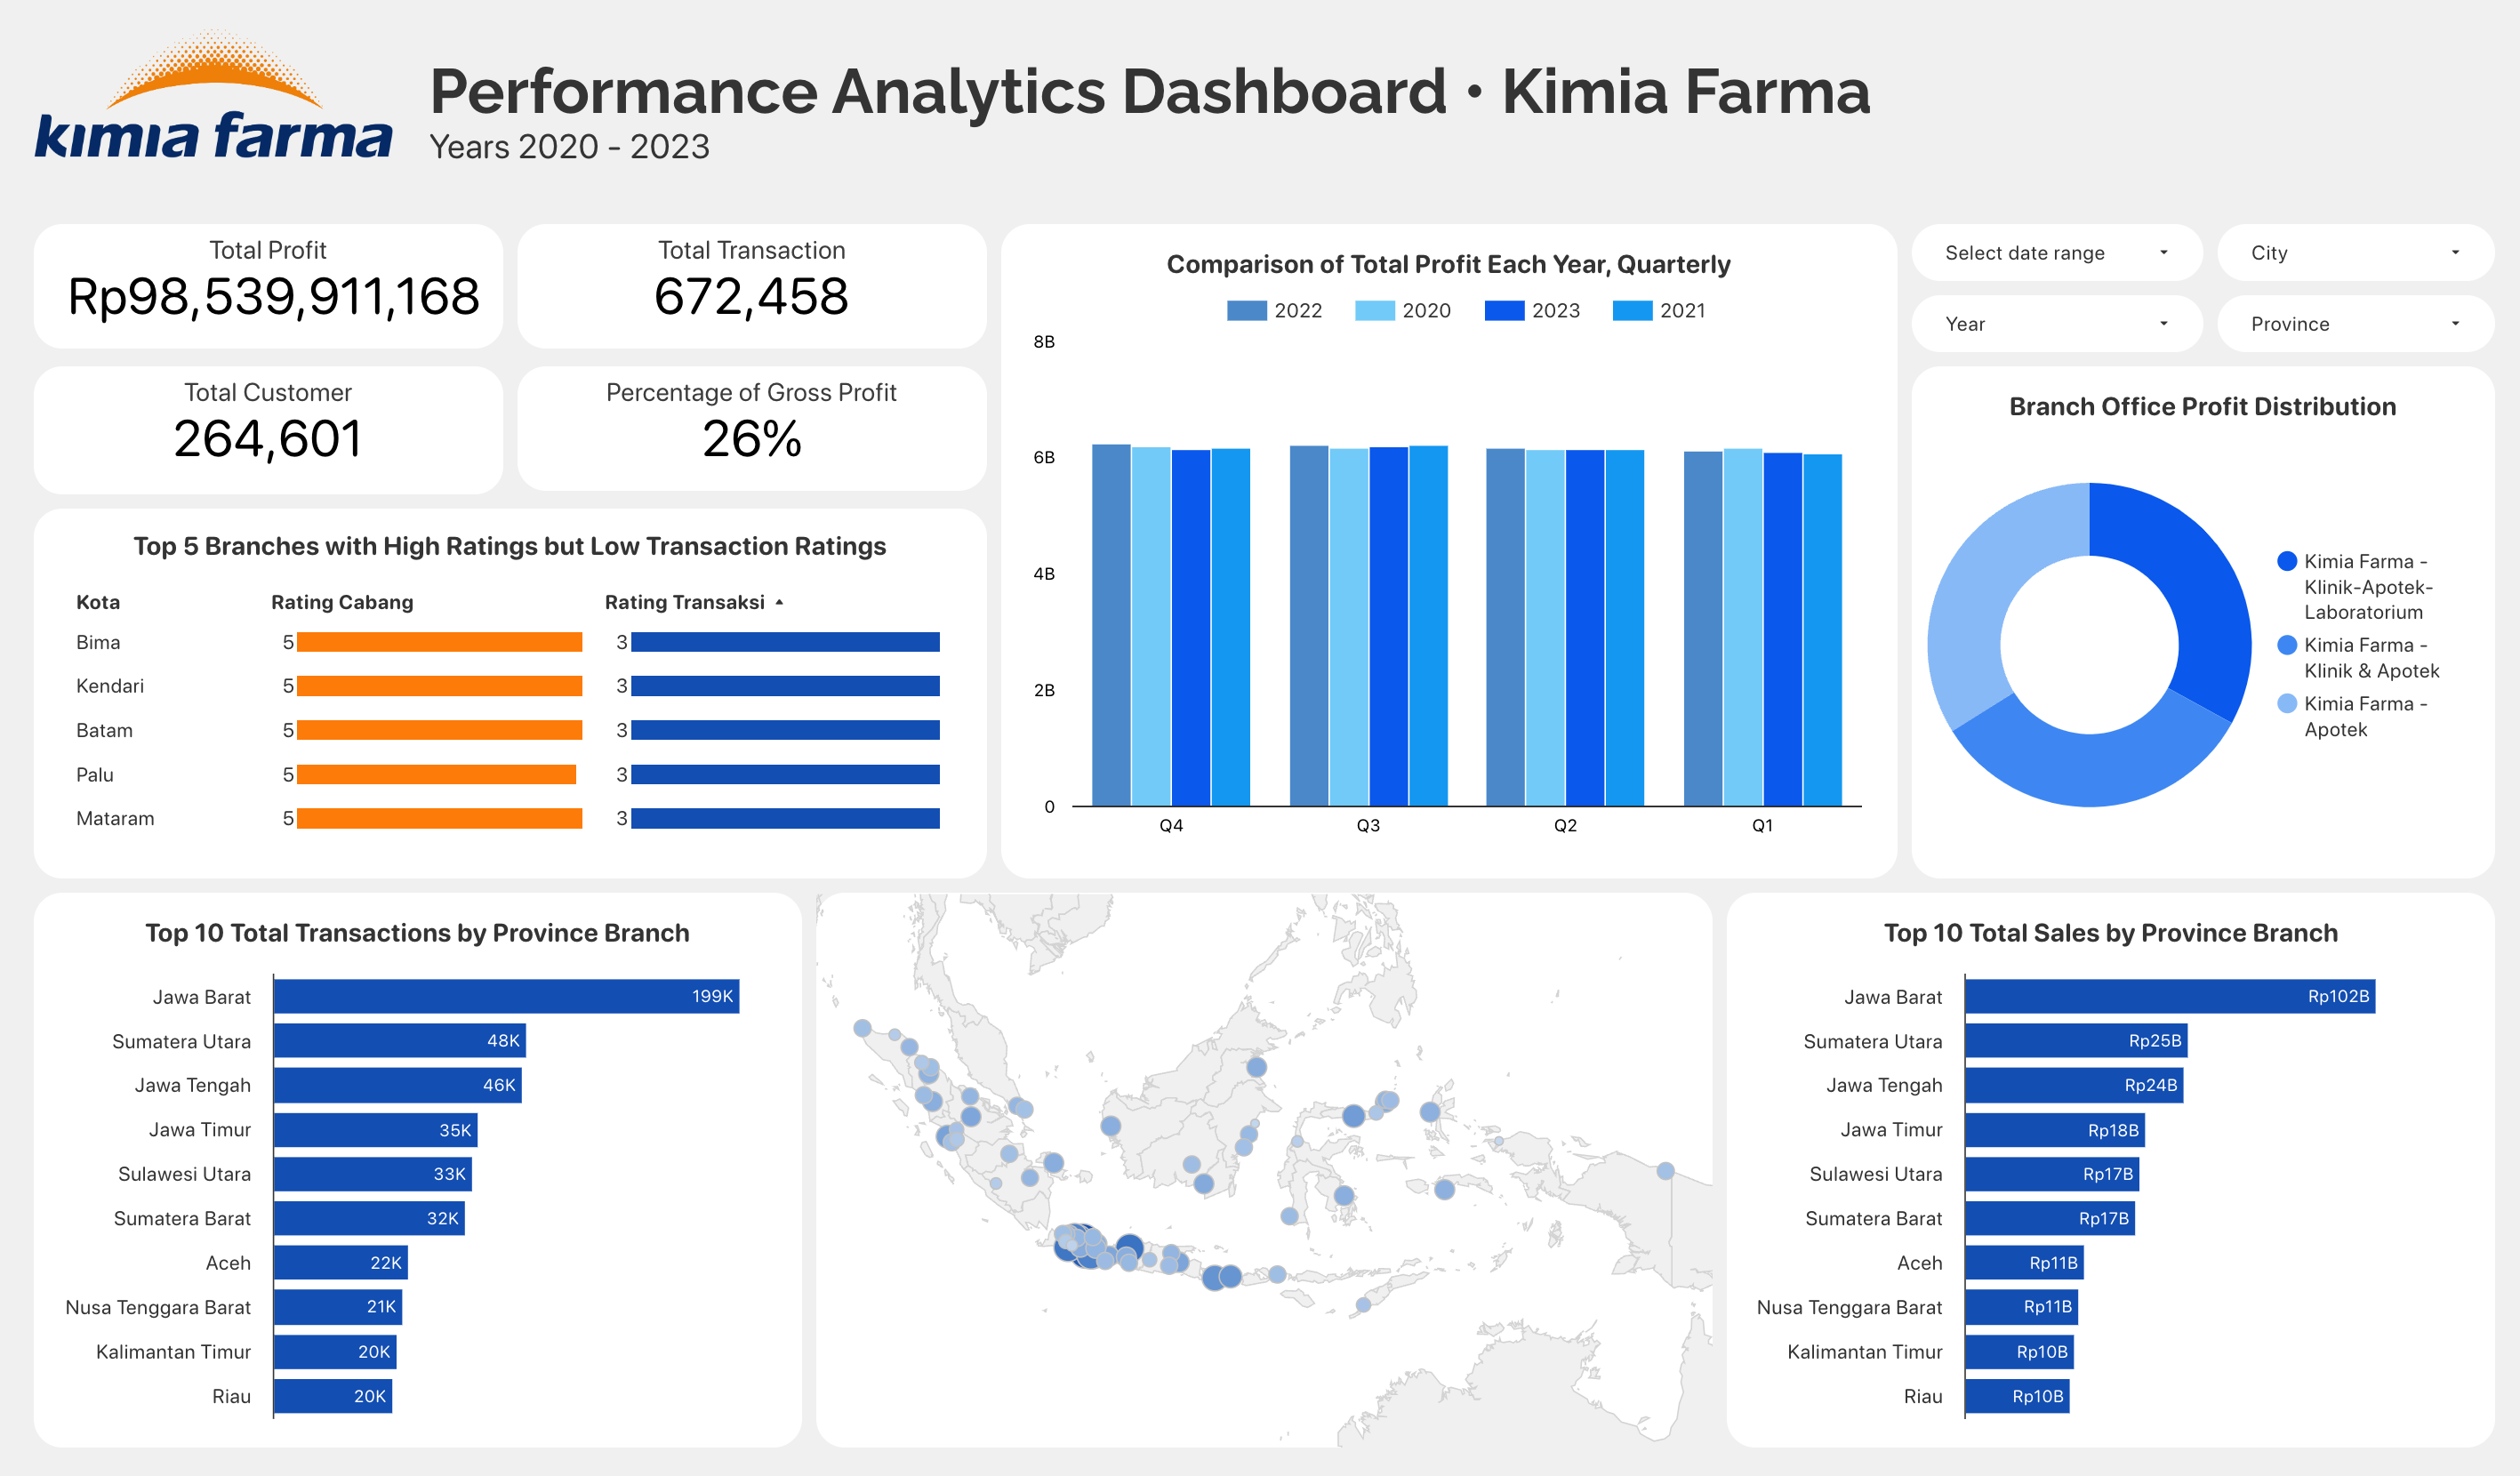 kimia farma
Performance Analytics Dashboard • Kimia Farma
Years 2020 - 2023
Total Profit
Rp98,539,911,168
Total Transaction
672,458
Total Customer
264,601
Percentage of Gross Profit
26%
Top 5 Branches with High Ratings but Low Transaction Ratings
Kota Rating Cabang Rating Transaksi
Bima 5 3
Kendari 5 3
Batam 5 3
Palu 5 3
Mataram 5 3
Comparison of Total Profit Each Year, Quarterly
2022 2020 2023 2021
8B
6B
4B
2B
0
Q4 Q3 Q2 Q1
Select date range
City
Year
Province
Branch Office Profit Distribution
Kimia Farma -
Klinik-Apotek-
Laboratorium
Kimia Farma -
Klinik & Apotek
Kimia Farma -
Apotek
Top 10 Total Transactions by Province Branch
Jawa Barat 199K
Sumatera Utara 48K
Jawa Tengah 46K
Jawa Timur 35K
Sulawesi Utara 33K
Sumatera Barat 32K
Aceh 22K
Nusa Tenggara Barat 21K
Kalimantan Timur 20K
Riau 20K
Top 10 Total Sales by Province Branch
Jawa Barat Rp102B
Sumatera Utara Rp25B
Jawa Tengah Rp24B
Jawa Timur Rp18B
Sulawesi Utara Rp17B
Sumatera Barat Rp17B
Aceh Rp11B
Nusa Tenggara Barat Rp11B
Kalimantan Timur Rp10B
Riau Rp10B